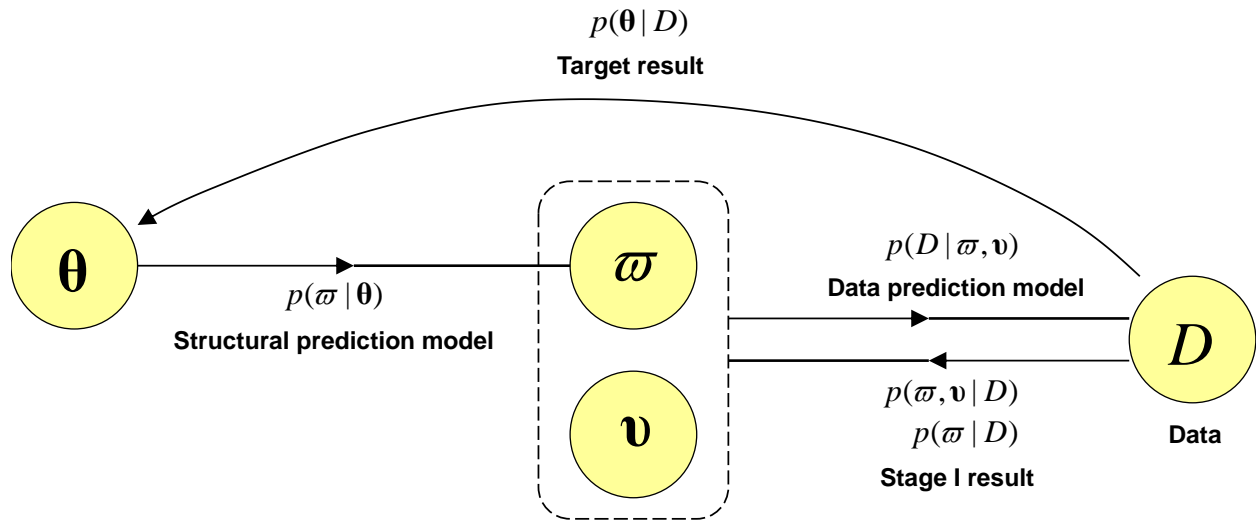 p(θ | D)
Target result
θ
p(ϖ | θ)
Structural prediction model
ϖ
υ
p(D | ϖ, υ)
Data prediction model
p(ϖ, υ | D)
p(ϖ | D)
Stage I result
D
Data